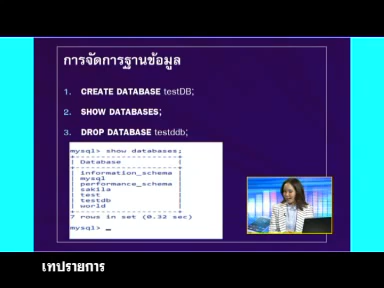 การจัดการฐานข้อมูล
1. CREATE DATABASE testDB;
2. SHOW DATABASES;
3. DROP DATABASE testddb;
mysql> show databases;
| Database |
| information_schema |
| mysql |
| performance_schema |
| sakila |
| test |
| testdb |
| world |
7 rows in set (0.32 sec)
mysql> _
เทปรายการ